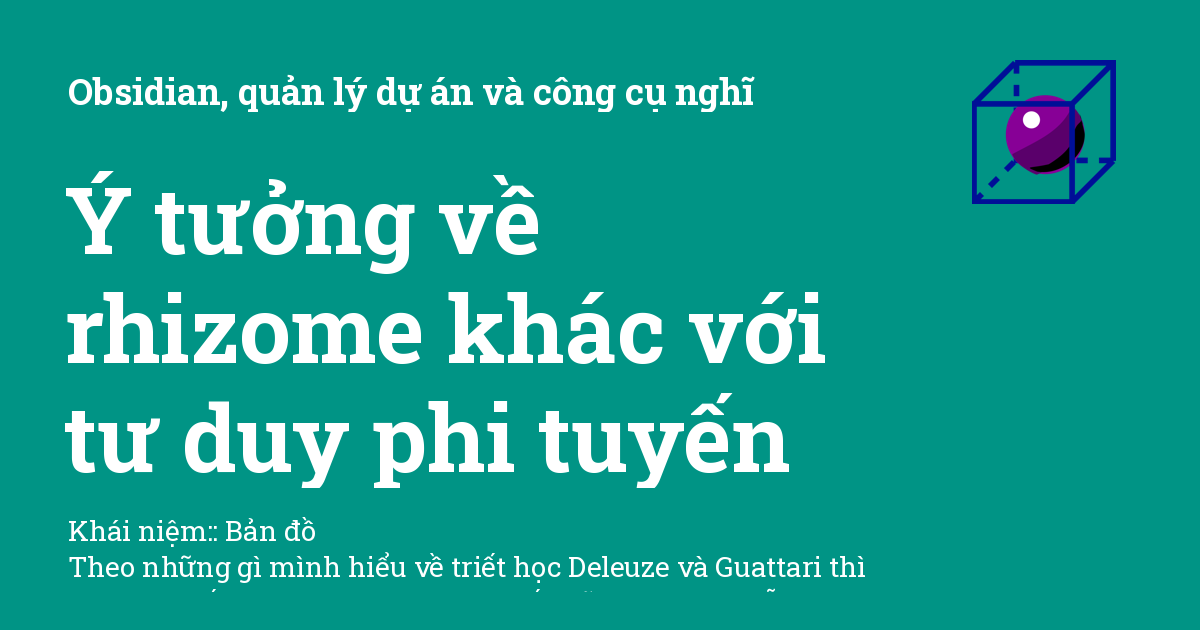 Obsidian, quản lý dự án và công cụ nghĩ
Ý tưởng về
rhizome khác với
tư duy phi tuyến
Khái niệm:: Bản đồ
Theo những gì mình hiểu về triết học Deleuze và Guattari thì